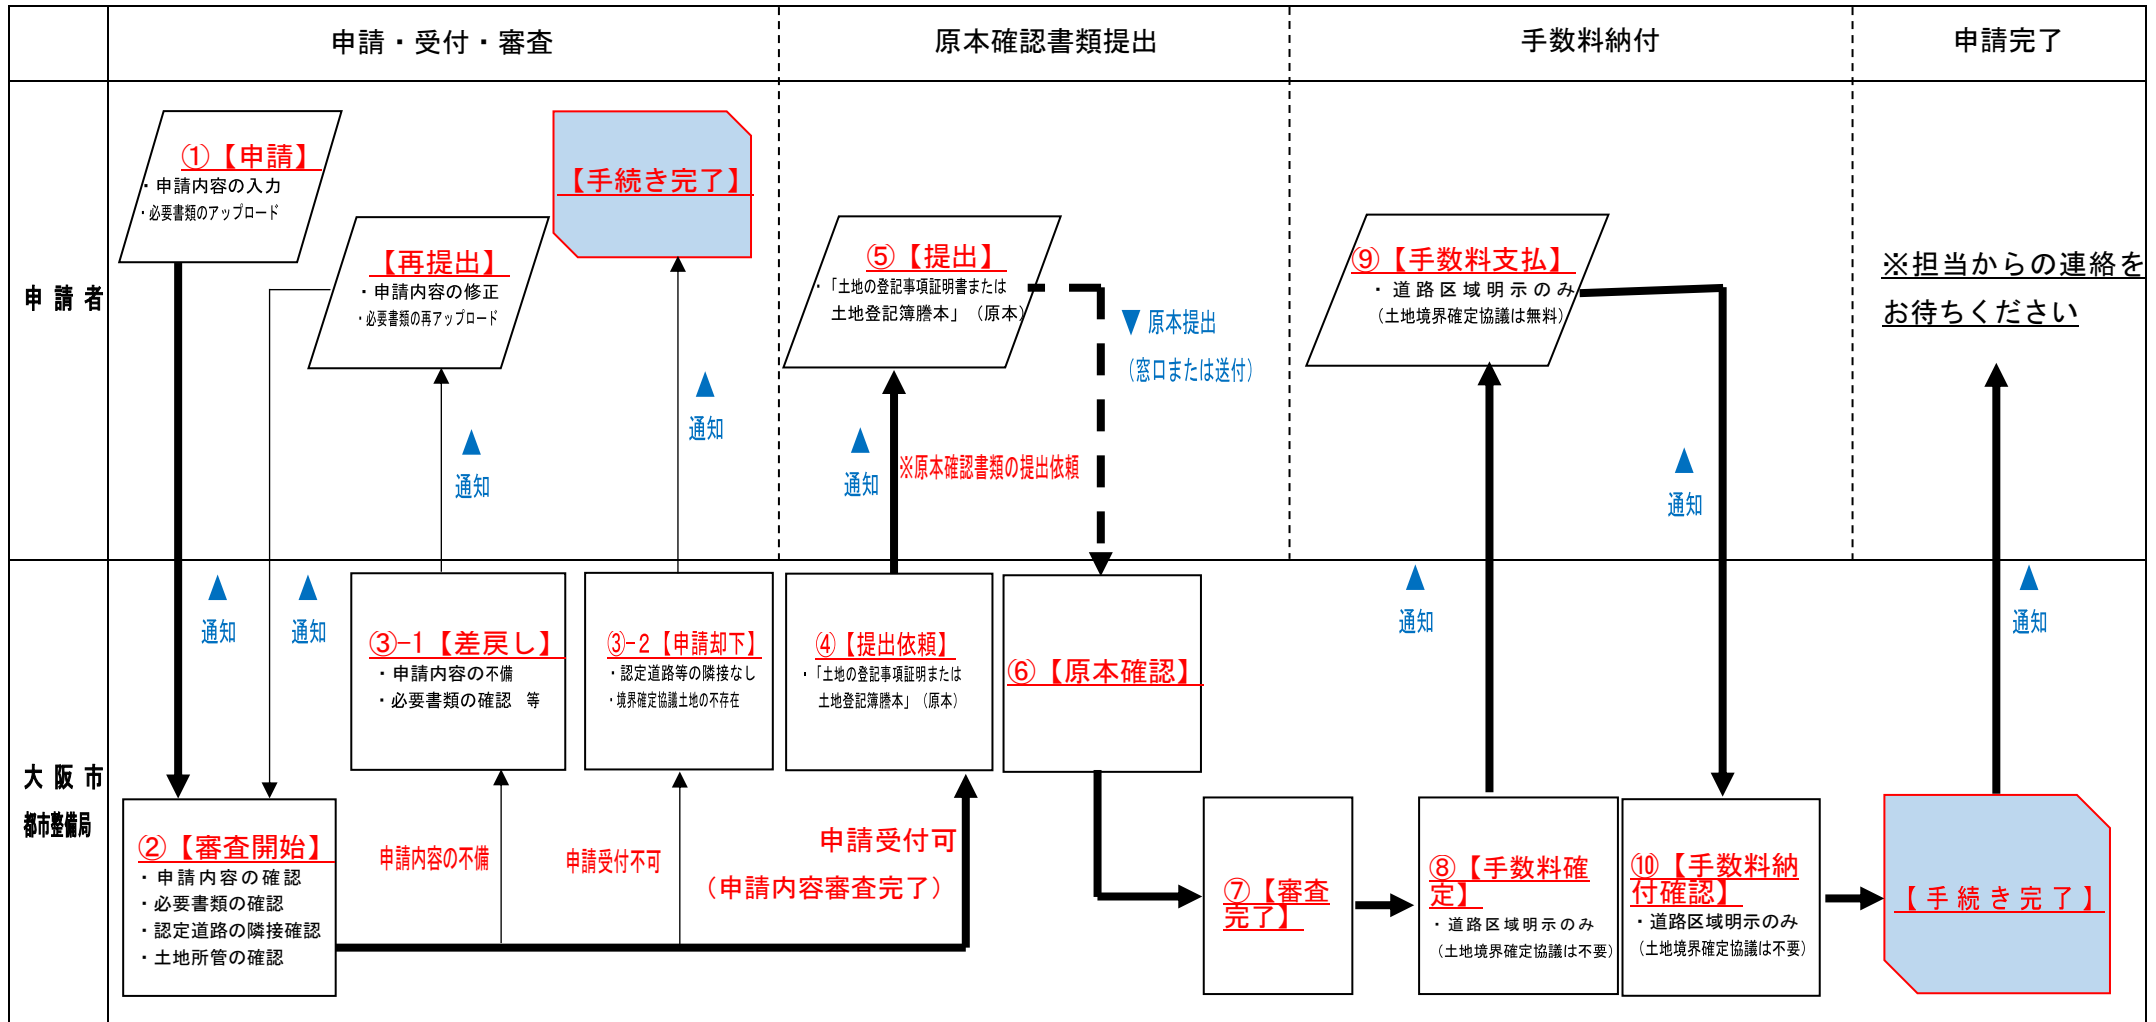 申請・受付・審査
原本確認書類提出
手数料納付
申請完了
申請者
①【申請】
・申請内容の入力
・必要書類のアップロード
【再提出】
・申請内容の修正
・必要書類の再アップロード
【手続き完了】
⑤【提出】
・「土地の登記事項証明書または
土地登記簿謄本」（原本）
▼原本提出
（窓口または送付）
⑨【手数料支払】
・道路区域明示のみ
（土地境界確定協議は無料）
※担当からの連絡を
お待ちください
▲
通知
▲
通知
▲
通知
※原本確認書類の提出依頼
▲
通知
▲
通知
▲
通知
▲
通知
▲
通知
大阪市
都市整備局
③-1【差戻し】
・申請内容の不備
・必要書類の確認　等
③-2【申請却下】
・認定道路等の隣接なし
・境界確定協議土地の不存在
④【提出依頼】
・「土地の登記事項証明または
土地登記簿謄本」（原本）
⑥【原本確認】
②【審査開始】
・申請内容の確認
・必要書類の確認
・認定道路の隣接確認
・土地所管の確認
申請内容の不備
申請受付不可
申請受付可
（申請内容審査完了）
⑦【審査
完了】
⑧【手数料確
定】
・道路区域明示のみ
（土地境界確定協議は不要）
⑩【手数料納
付確認】
・道路区域明示のみ
（土地境界確定協議は不要）
【手続き完了】